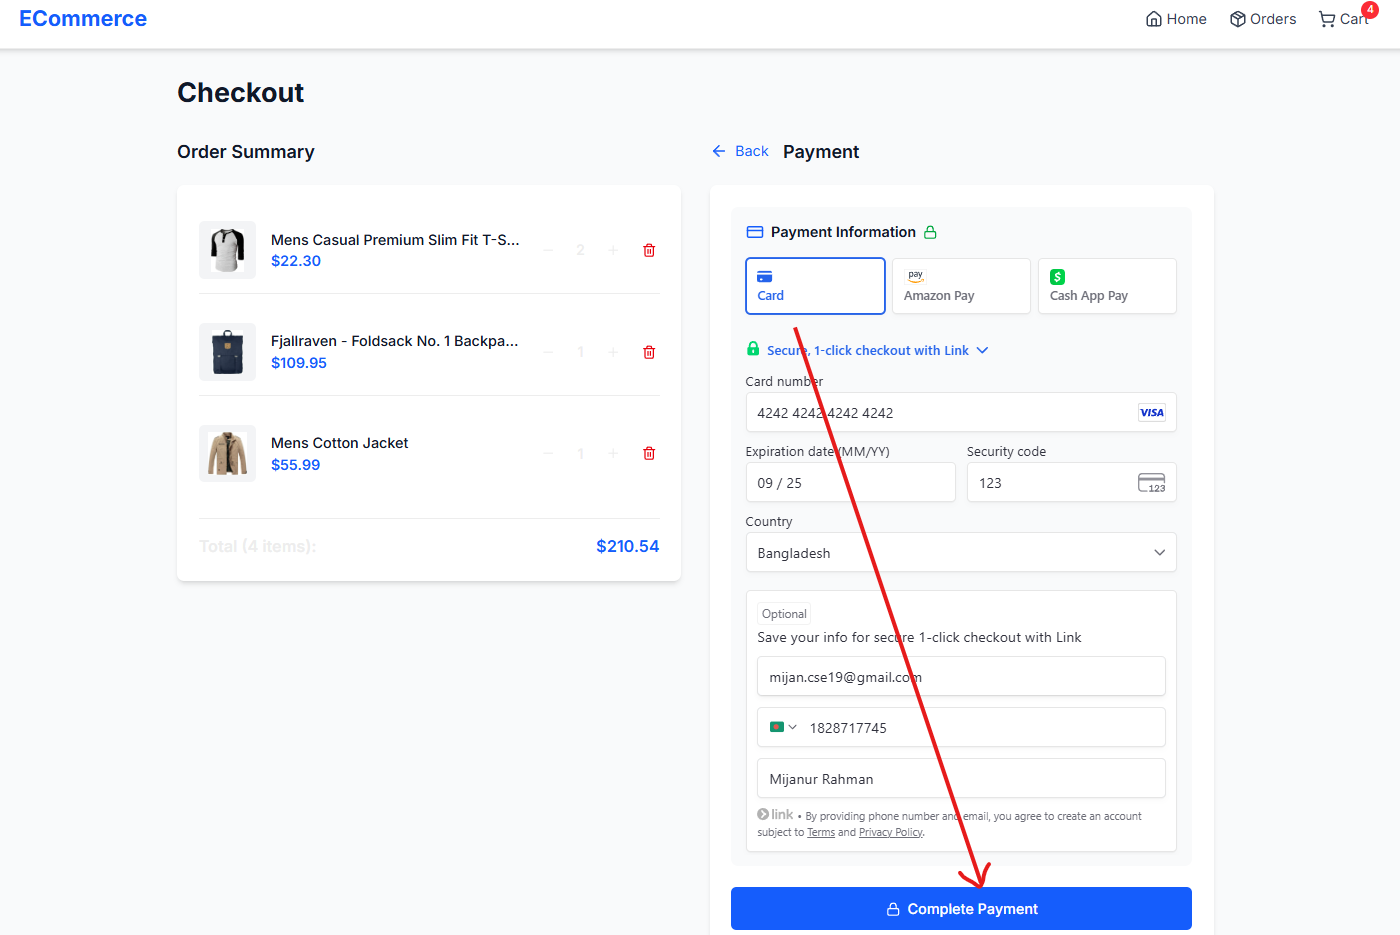 ECommerce
Home
Orders
Cart
4
Checkout
Order Summary
Mens Casual Premium Slim Fit T-S...
$22.30
2
Fjallraven - Foldsack No. 1 Backpa...
$109.95
1
Mens Cotton Jacket
$55.99
1
Total (4 items):
$210.54
Back
Payment
Payment Information
Card
pay
Amazon Pay
$
Cash App Pay
Secure, 1-click checkout with Link
Card number
4242 4242 4242 4242
VISA
Expiration date (MM/YY)
Security code
09 / 25
123
123
Country
Bangladesh
Optional
Save your info for secure 1-click checkout with Link
mijan.cse19@gmail.com
1828717745
Mijanur Rahman
link • By providing phone number and email, you agree to create an account
subject to Terms and Privacy Policy.
Complete Payment